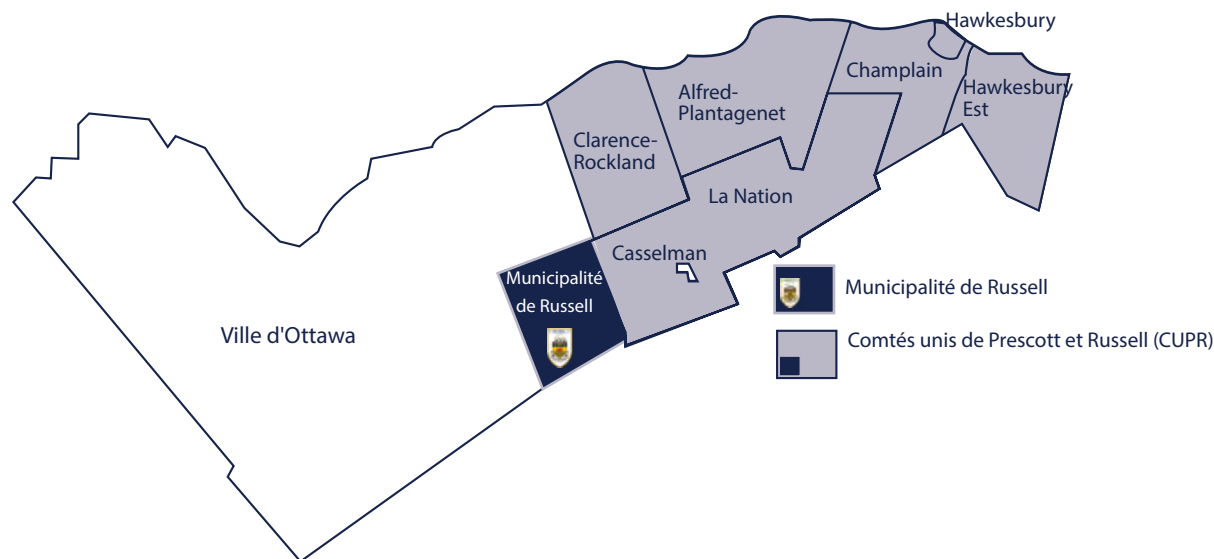 Hawkesbury
Champlain
Hawkesbury
Est
Alfred-
Plantagenet
Clarence-
Rockland
La Nation
Casselman
Municipalité
de Russell
Ville d'Ottawa
Municipalité de Russell
Comtés unis de Prescott et Russell (CUPR)